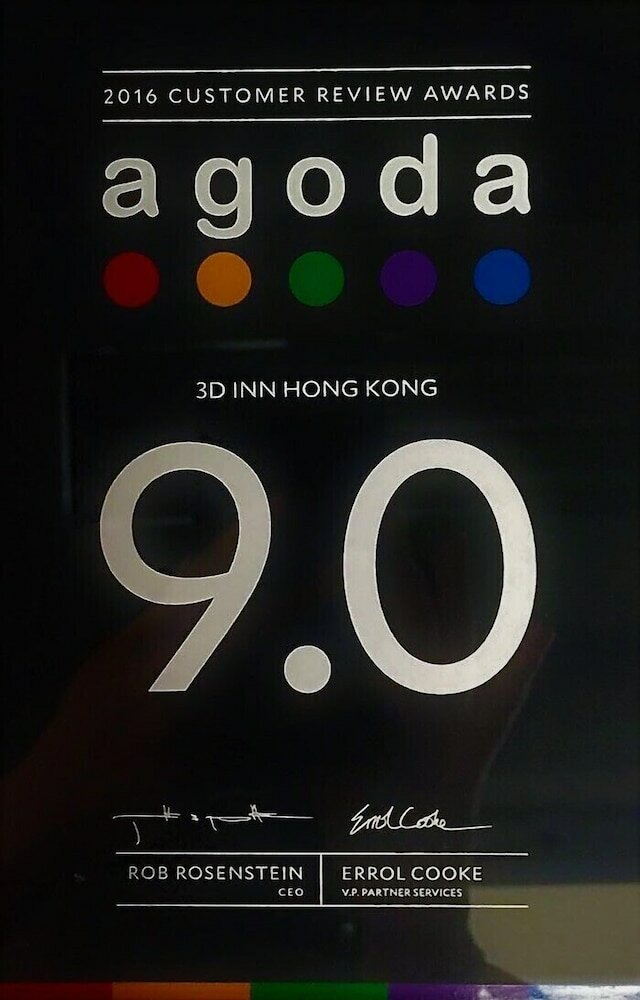 2016 CUSTOMER REVIEW AWARDS
agoda
3D INN HONG KONG
9.0
Errol Cooke
ROB ROSENSTEIN
CEO
ERROL COOKE
V.P. PARTNER SERVICES